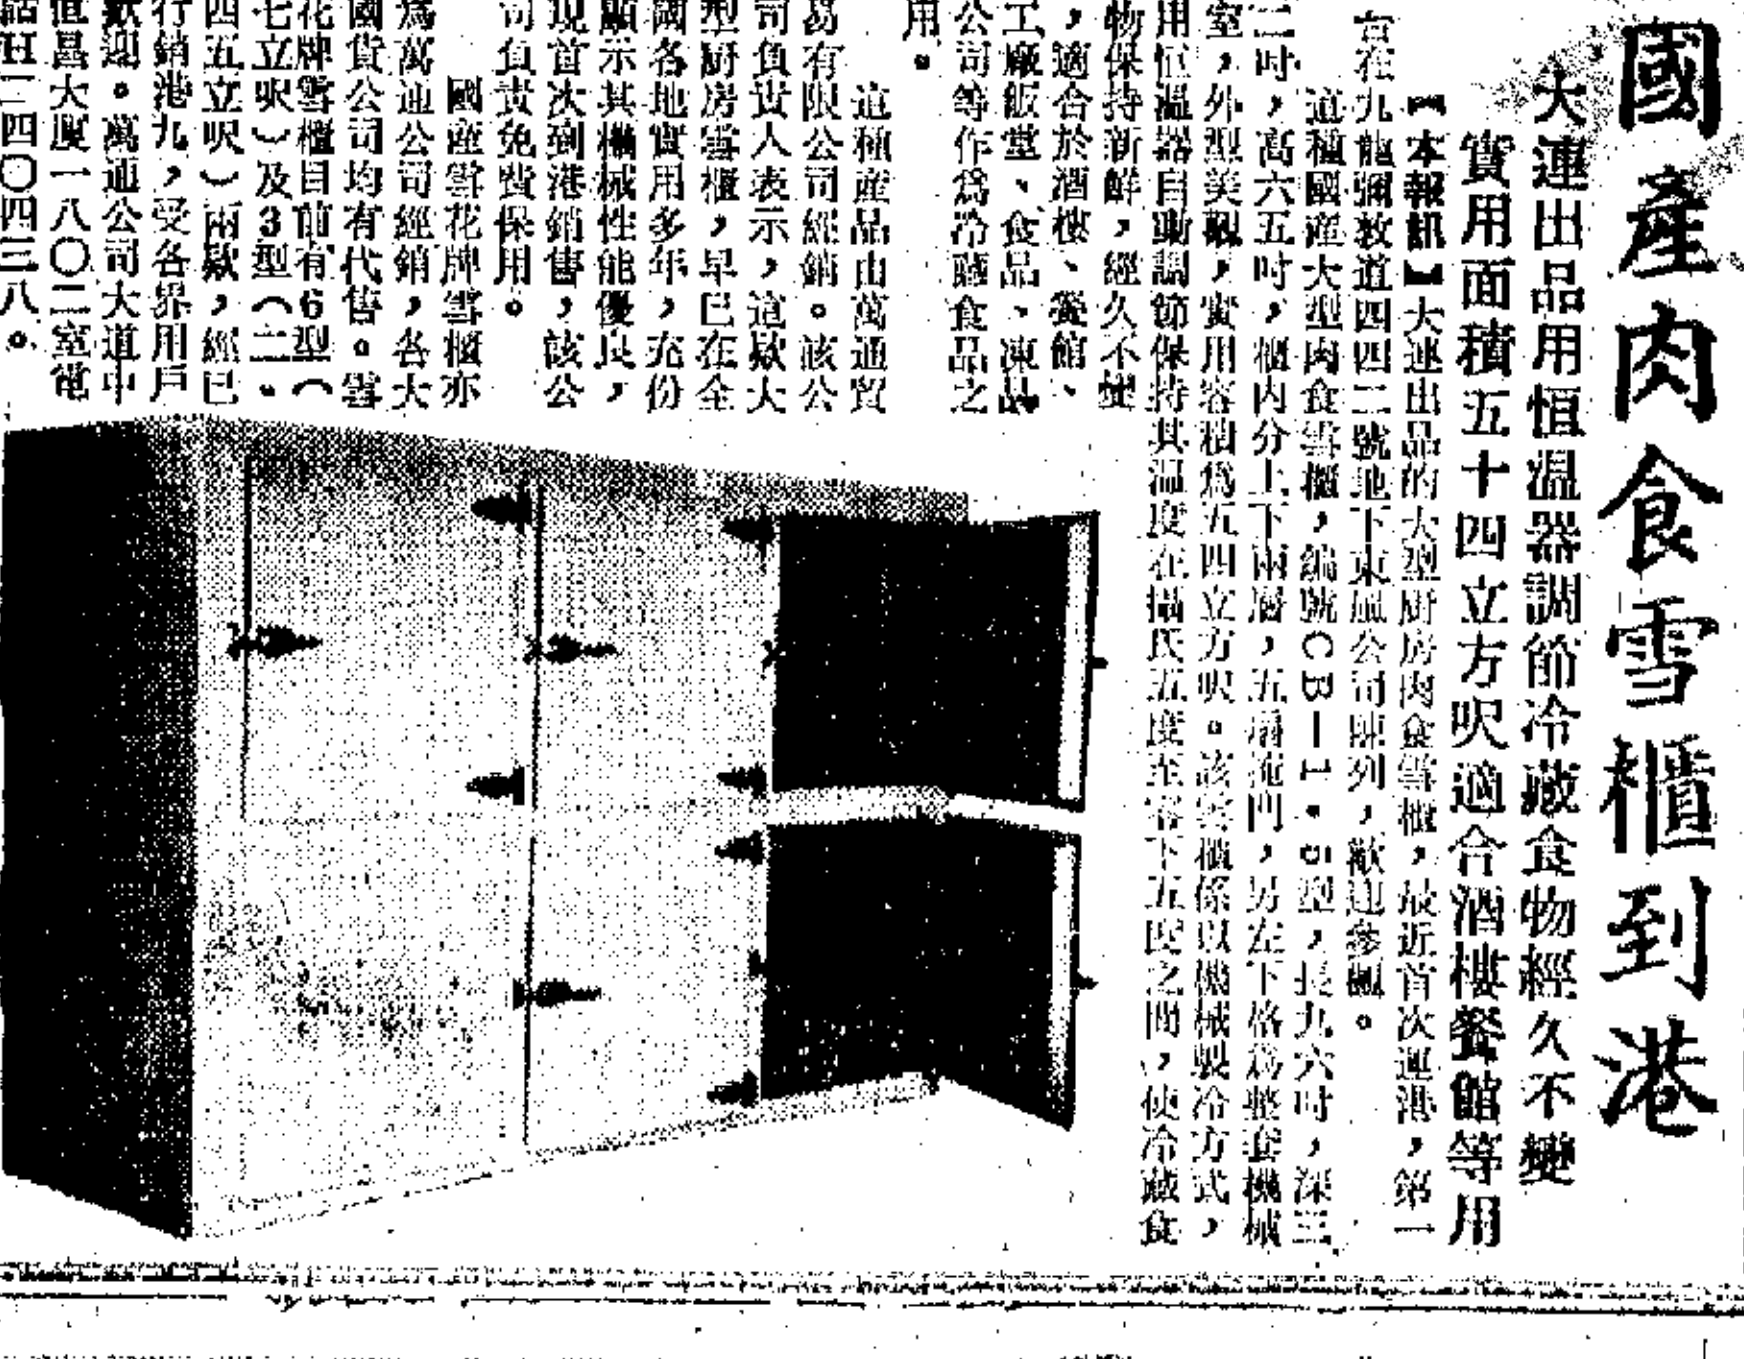 國產肉食雪櫃到港
大連出品用恒溫器調節冷藏食物經久不變
實用面積五十四立方呎適合酒樓餐館等用
【本報訊】大連出品的大型厨房肉食雪櫃，最近首次運港，第一
在九龍彌敦道四四二號地下東風公司陳列，歡迎參觀。
這種國產大型肉食雪櫃，編號CB—1·5型，長九六吋，深三
二吋，高六五吋，櫃內分上下兩層，五扇拖門，另左下格爲整套機械
室，外型美觀，實用容積爲五四立方呎。該雪櫃係以機械製冷方式，
用恒溫器自動調節保持其溫度在攝氏五度至零下五度之間，使冷藏食
物保持新鮮，經久不變
，適合於酒樓、餐館、
工廠飯堂、食品、凍品
公司等作爲冷藏食品之
用。
這種產品由萬通貿
易有限公司經銷。該公
司負責人表示，這欵大
型厨房雪櫃，早已在全
國各地實用多年，充份
顯示其機械性能優良，
現首次到港銷售，該公
司負責免費保用。
國產雪花牌雪櫃亦
爲萬通公司經銷，各大
國貨公司均有代售。雪
花牌雪櫃目前有6型（
七立呎）及3型（二·
四五立呎）兩欵，經已
行銷港九，受各界用戶
歡迎。萬通公司大道中
恒昌大厦一八〇二室電
話H二四〇四三八。